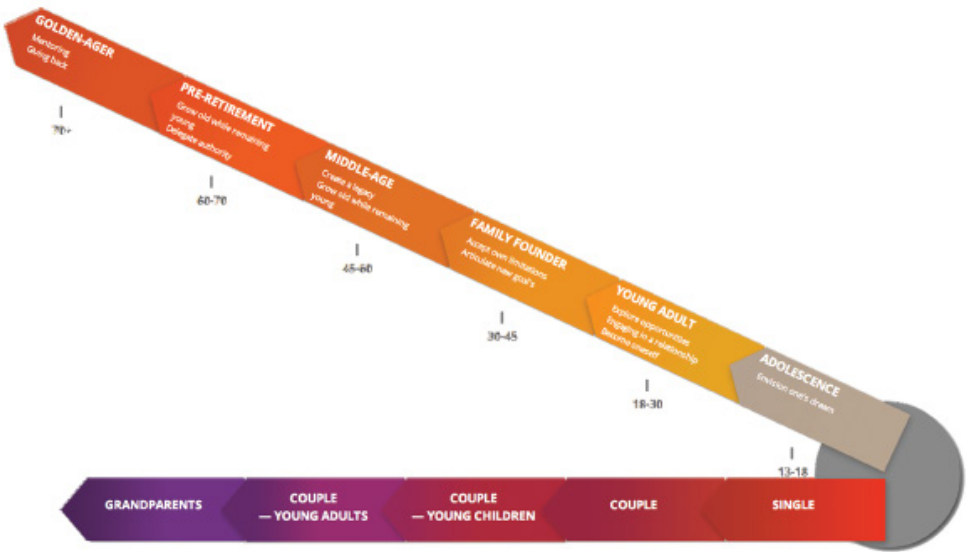 GOLDEN-AGER
Mentoring
Giving back
70+
PRE-RETIREMENT
Grow old while remaining
young
Delegate authority
60-70
MIDDLE-AGE
Create a legacy
Grow old while remaining
young
45-60
FAMILY FOUNDER
Accept own limitations
Articulate new goal's
30-45
YOUNG ADULT
Explore opportunities
Engaging in a relationship
Become oneself
18-30
ADOLESCENCE
Envision one's dream
13-18
GRANDPARENTS
COUPLE
— YOUNG ADULTS
COUPLE
— YOUNG CHILDREN
COUPLE
SINGLE